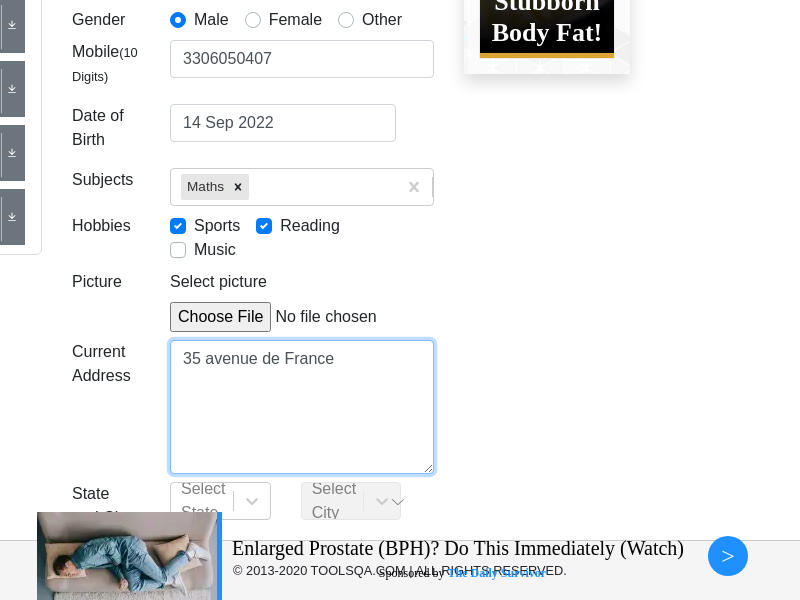 Stubborn
Body Fat!
Gender
Male
Female
Other
Mobile(10
Digits)
3306050407
Date of
Birth
14 Sep 2022
Subjects
Maths
Hobbies
Sports
Reading
Music
Picture
Select picture
Choose File No file chosen
Current
Address
35 avenue de France
State
Select
State
Select
City
Enlarged Prostate (BPH)? Do This Immediately (Watch)
© 2013-2020 TOOLSQA.COM | ALL RIGHTS RESERVED.
Sponsored by The Daily Survivor